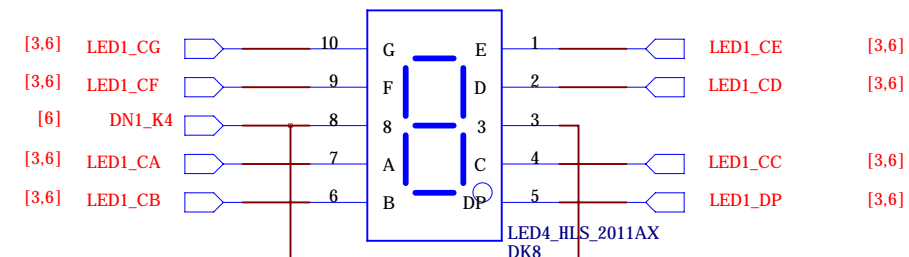 [3,6] LED1_CG 10 G E 1 LED1_CE [3,6]
[3,6] LED1_CF 9 F D 2 LED1_CD [3,6]
[6] DN1_K4 8 8 3 3
[3,6] LED1_CA 7 A C 4 LED1_CC [3,6]
[3,6] LED1_CB 6 B DP 5 LED1_DP [3,6]
LED4_HLS_2011AX
DK8